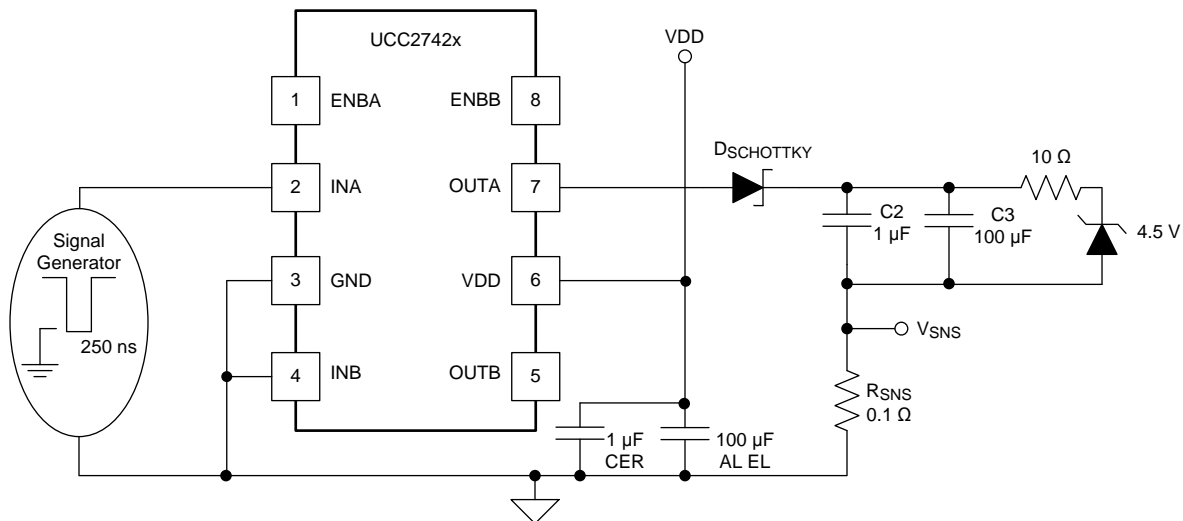 UCC2742x
VDD
1
ENBA
ENBB
8
DSCHOTTKY
10 Ω
2
INA
OUTA
7
C2
1 µF
C3
100 µF
4.5 V
Signal
Generator
250 ns
3
GND
VDD
6
VSNS
4
INB
OUTB
5
RSNS
0.1 Ω
1 µF
CER
100 µF
AL EL